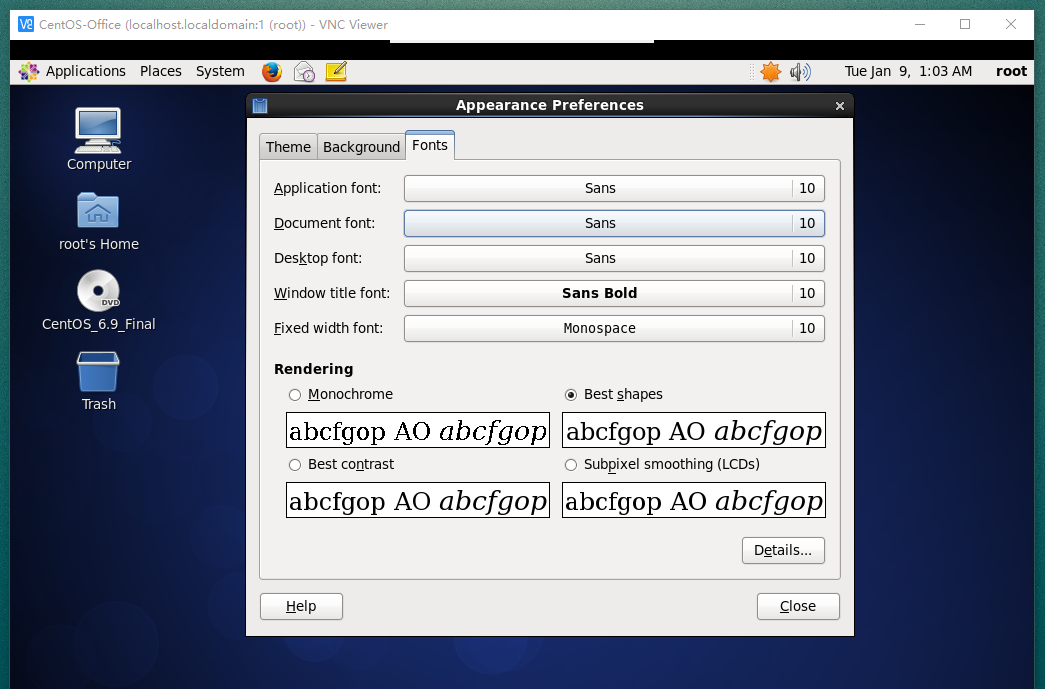 CentOS-Office (localhost.localdomain:1 (root)) - VNC Viewer
Applications Places System Tue Jan 9, 1:03 AM root
Computer
root's Home
DVD
CentOS_6.9_Final
Trash
Appearance Preferences
Theme Background Fonts
Application font: Sans 10
Document font: Sans 10
Desktop font: Sans 10
Window title font: Sans Bold 10
Fixed width font: Monospace 10
Rendering
Monochrome Best shapes
abcfgop AO abcfgop abcfgop AO abcfgop
Best contrast Subpixel smoothing (LCDs)
abcfgop AO abcfgop abcfgop AO abcfgop
Details...
Help Close